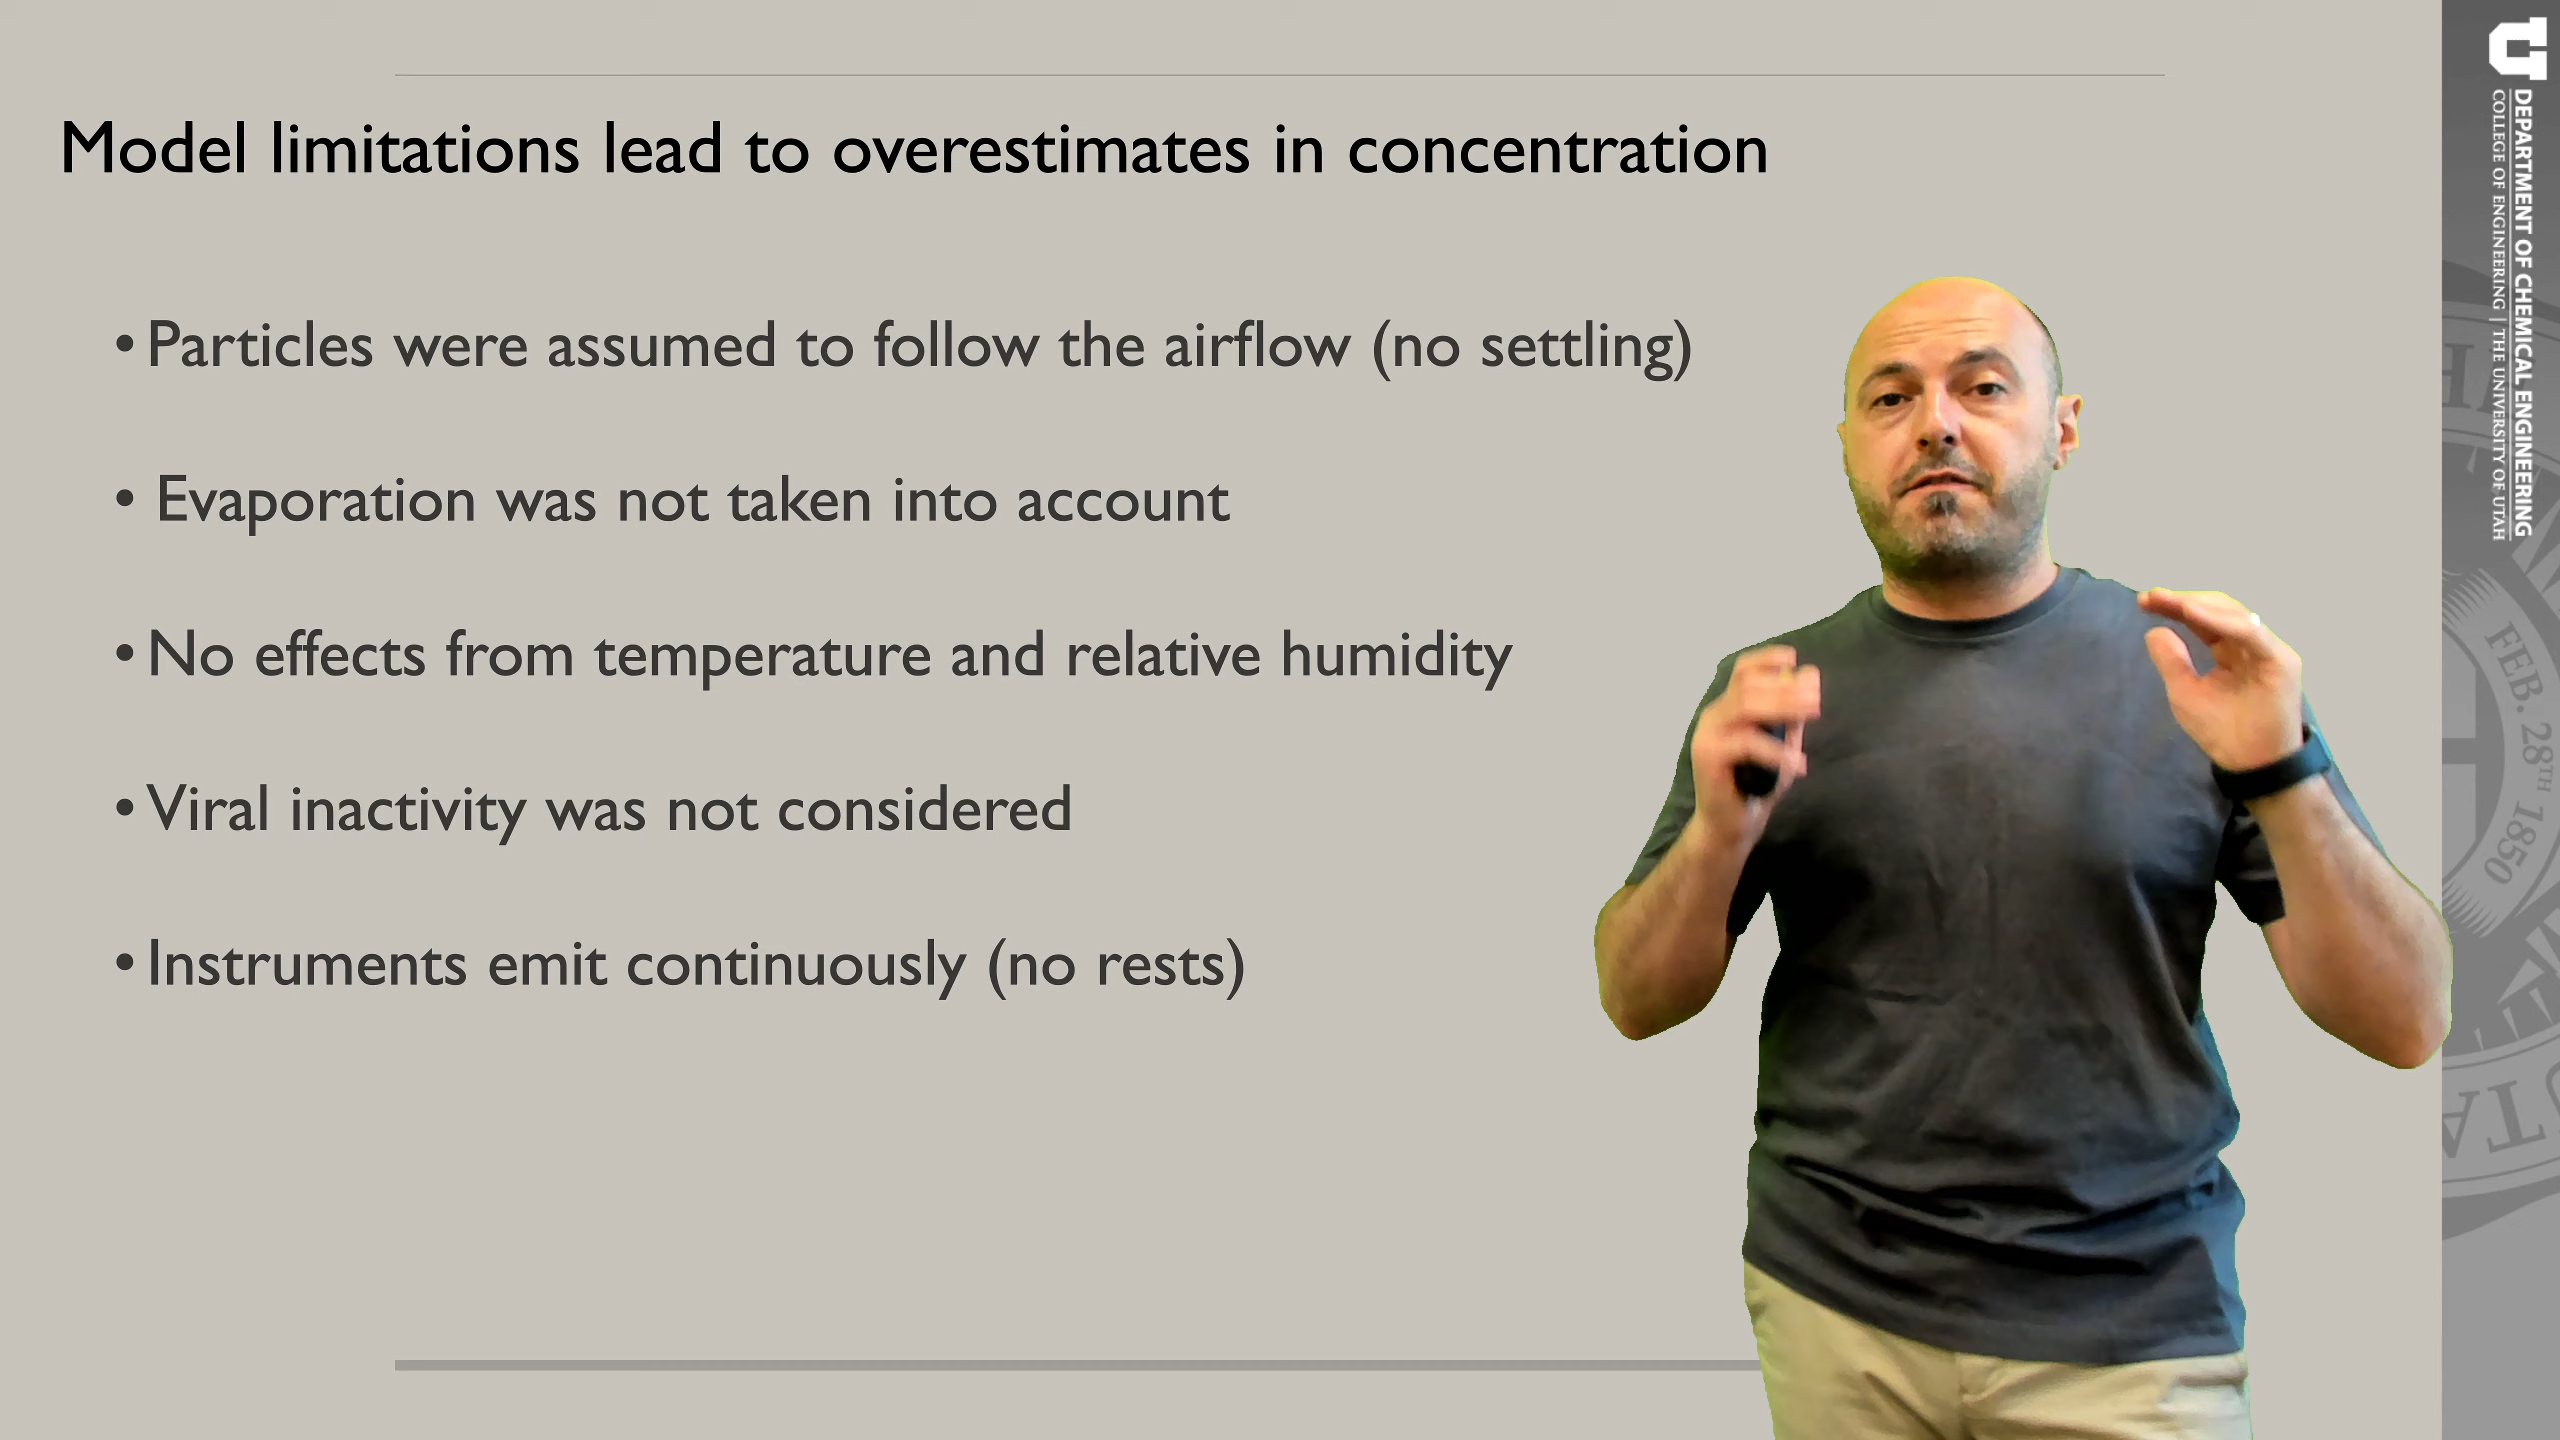 Model limitations lead to overestimates in concentration
• Particles were assumed to follow the airflow (no settling)
• Evaporation was not taken into account
• No effects from temperature and relative humidity
• Viral inactivity was not considered
• Instruments emit continuously (no rests)
DEPARTMENT OF CHEMICAL ENGINEERING
COLLEGE OF ENGINEERING | THE UNIVERSITY OF UTAH
FEB. 28TH 1850